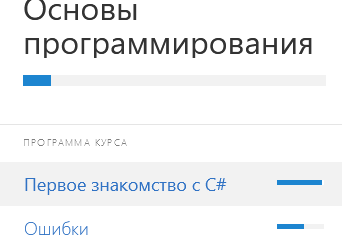 Основы
программирования
ПРОГРАММА КУРСА
Первое знакомство с C#
Ошибки